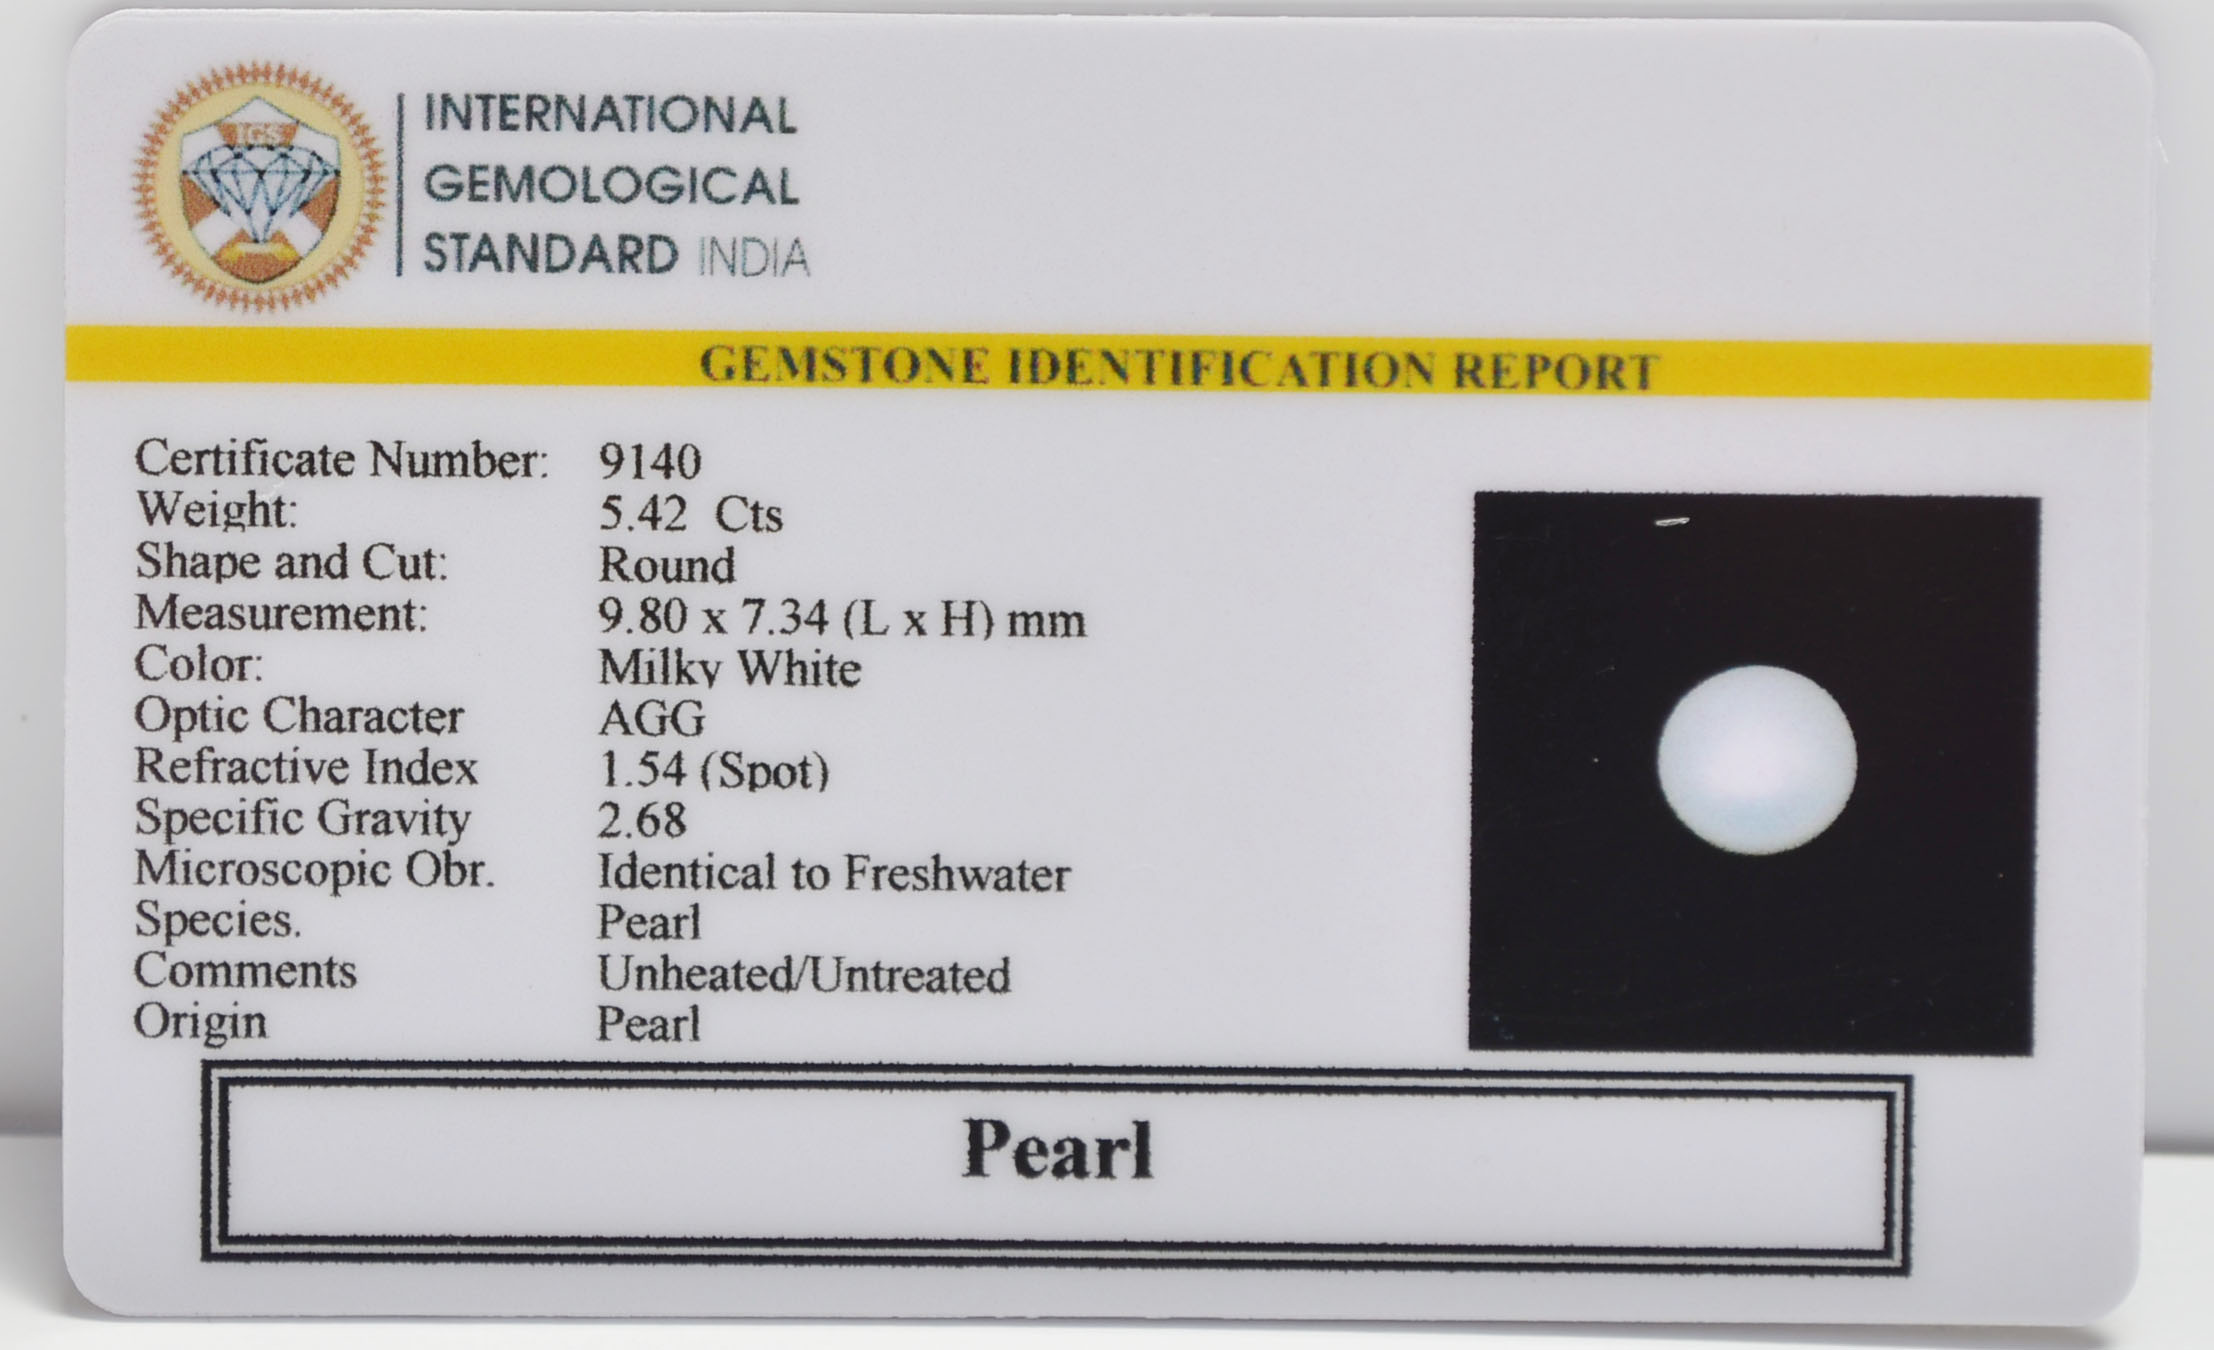 IGS
INTERNATIONAL
GEMOLOGICAL
STANDARD INDIA
GEMSTONE IDENTIFICATION REPORT
Certificate Number: 9140
Weight: 5.42 Cts
Shape and Cut: Round
Measurement: 9.80 x 7.34 (L x H) mm
Color: Milky White
Optic Character AGG
Refractive Index 1.54 (Spot)
Specific Gravity 2.68
Microscopic Obr. Identical to Freshwater
Species. Pearl
Comments Unheated/Untreated
Origin Pearl
Pearl